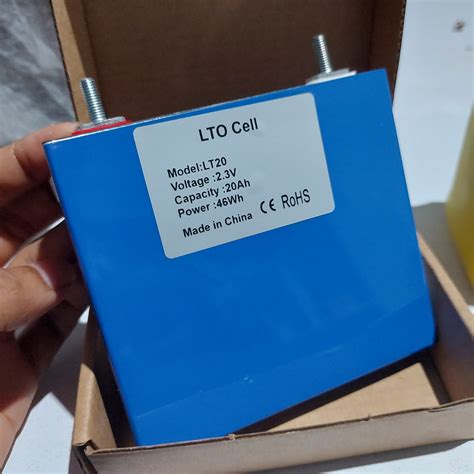 LTO Cell
Model:LT20
Voltage :2.3V
Capacity :20Ah
Power :46Wh
Made in China CE RoHS